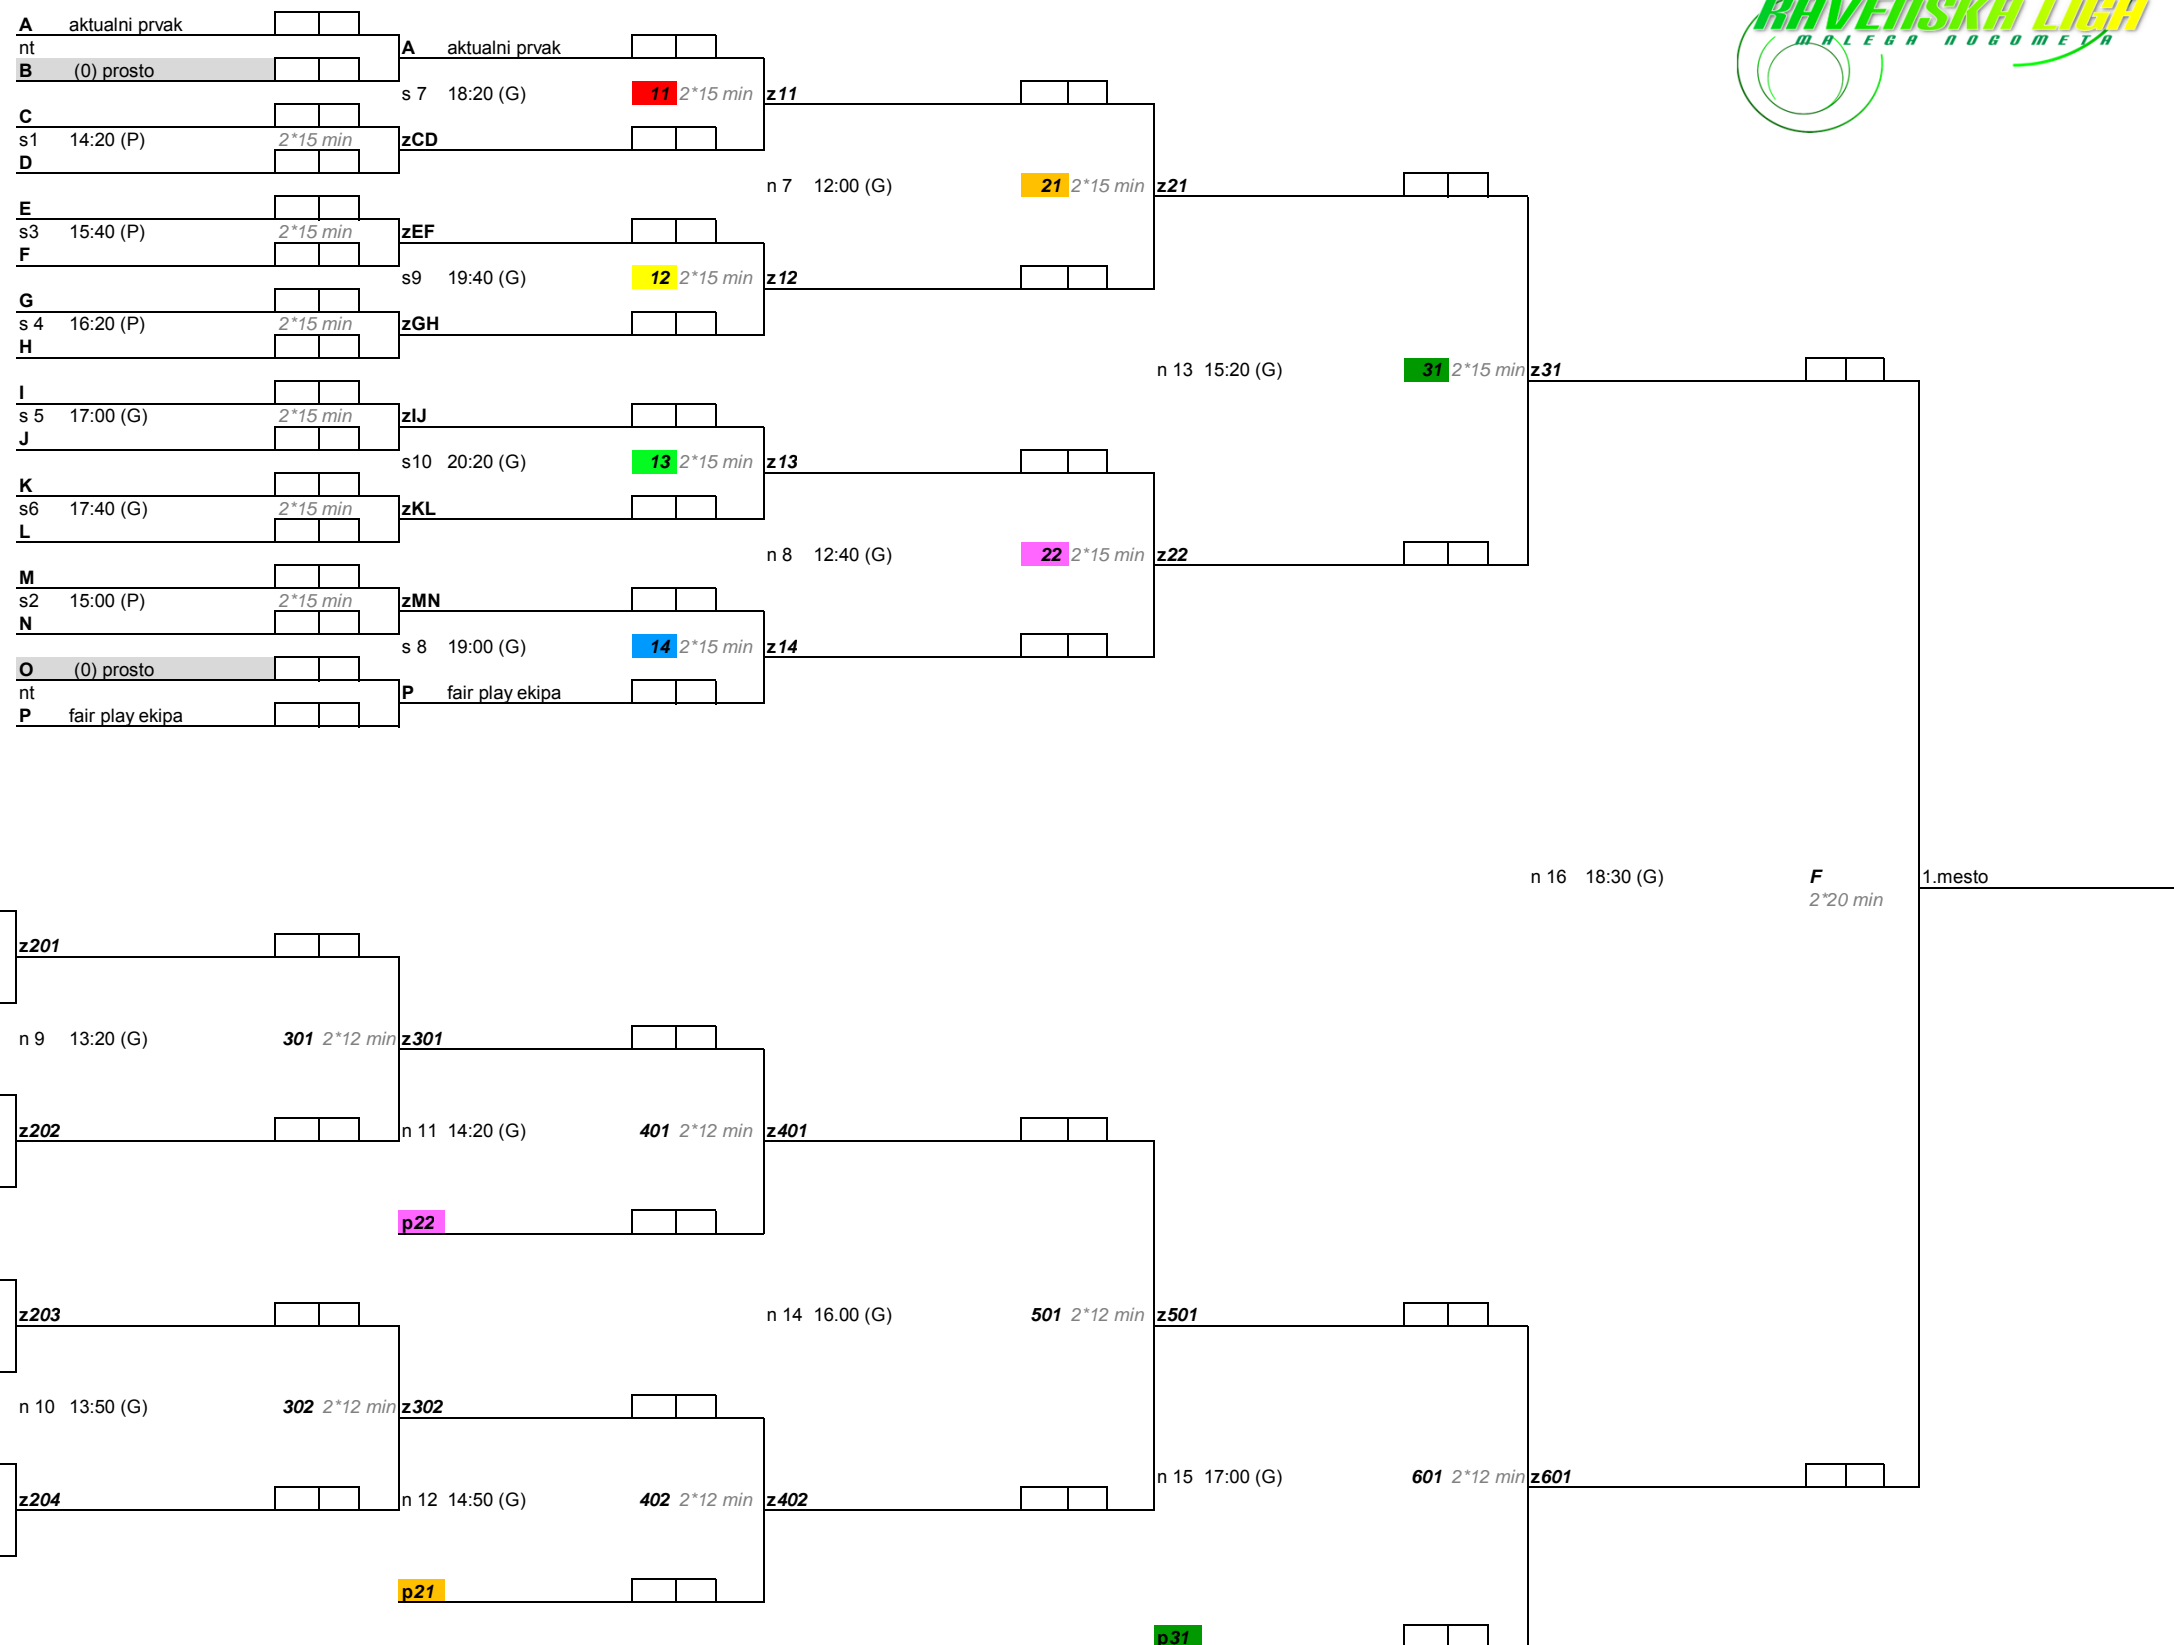 RAVENSKA LIGA
MALEGA NOGOMETA
A aktualni prvak
nt
B (0) prosto
C
s1 14:20 (P) 2*15 min
D
E
s3 15:40 (P) 2*15 min
F
G
s 4 16:20 (P) 2*15 min
H
I
s 5 17:00 (G) 2*15 min
J
K
s6 17:40 (G) 2*15 min
L
M
s2 15:00 (P) 2*15 min
N
O (0) prosto
nt
P fair play ekipa
A aktualni prvak
s 7 18:20 (G) 11 2*15 min
zCD
zEF
s9 19:40 (G) 12 2*15 min
zGH
zIJ
s10 20:20 (G) 13 2*15 min
zKL
zMN
s 8 19:00 (G) 14 2*15 min
P fair play ekipa
z11
n 7 12:00 (G) 21 2*15 min
z12
z13
n 8 12:40 (G) 22 2*15 min
z14
z21
n 13 15:20 (G) 31 2*15 min
z22
z31
n 16 18:30 (G) F
2*20 min
1.mesto
z201
n 9 13:20 (G) 301 2*12 min
z202
z203
n 10 13:50 (G) 302 2*12 min
z204
z301
n 11 14:20 (G) 401 2*12 min
p22
z302
n 12 14:50 (G) 402 2*12 min
p21
z401
n 14 16.00 (G) 501 2*12 min
z402
z501
n 15 17:00 (G) 601 2*12 min
p31
z601